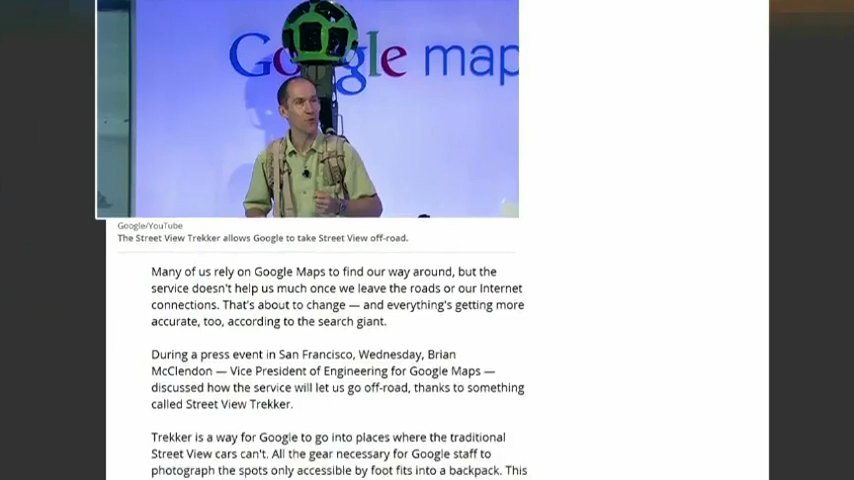 Google map
Google/YouTube
The Street View Trekker allows Google to take Street View off-road.
Many of us rely on Google Maps to find our way around, but the
service doesn't help us much once we leave the roads or our Internet
connections. That's about to change — and everything's getting more
accurate, too, according to the search giant.
During a press event in San Francisco, Wednesday, Brian
McClendon — Vice President of Engineering for Google Maps —
discussed how the service will let us go off-road, thanks to something
called Street View Trekker.
Trekker is a way for Google to go into places where the traditional
Street View cars can't. All the gear necessary for Google staff to
photograph the spots only accessible by foot fits into a backpack. This